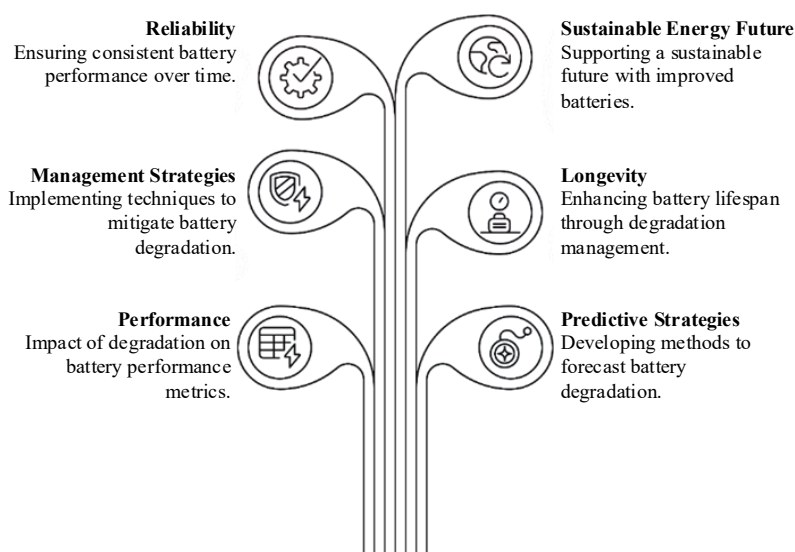 Reliability
Ensuring consistent battery
performance over time.
Sustainable Energy Future
Supporting a sustainable
future with improved
batteries.
Management Strategies
Implementing techniques to
mitigate battery
degradation.
Longevity
Enhancing battery lifespan
through degradation
management.
Performance
Impact of degradation on
battery performance
metrics.
Predictive Strategies
Developing methods to
forecast battery
degradation.